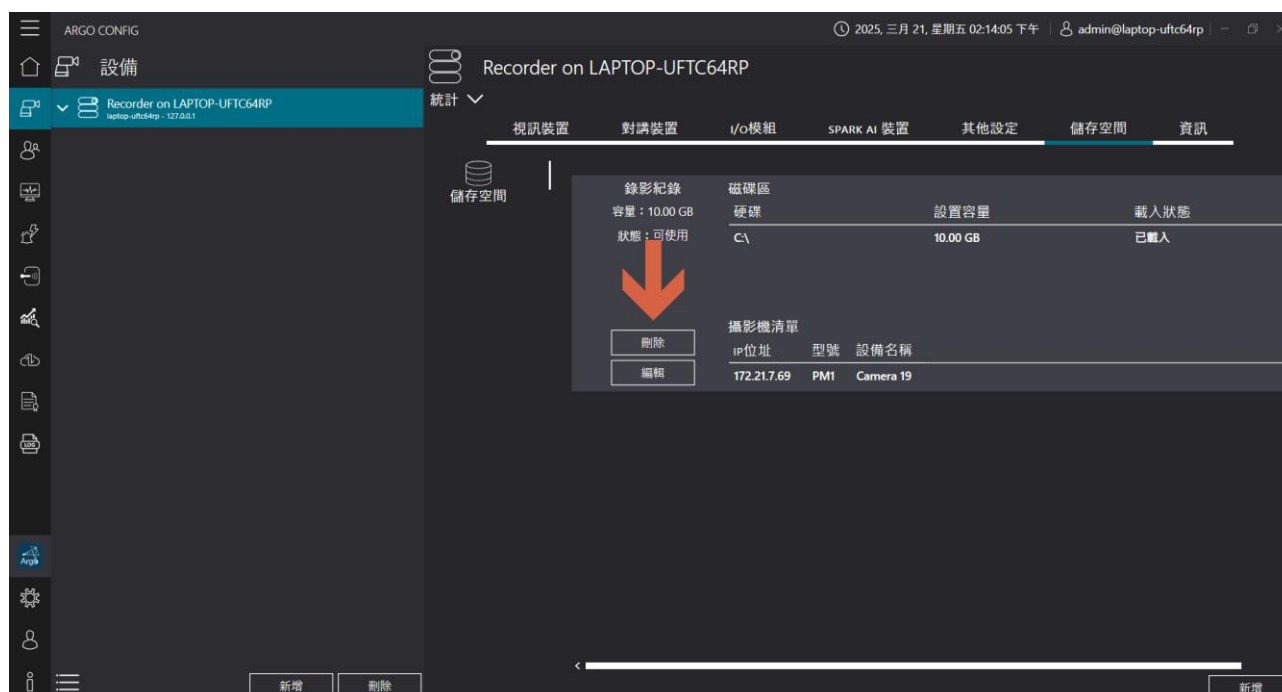 ARGO CONFIG
2025, 三月 21, 星期五 02:14:05 下午
admin@laptop-uftc64rp
設備
Recorder on LAPTOP-UFTC64RP
Recorder on LAPTOP-UFTC64RP
laptop-uftc64rp - 127.0.0.1
統計
視訊裝置
對講裝置
I/O模組
SPARK AI 裝置
其他設定
儲存空間
資訊
儲存空間
錄影紀錄
容量：10.00 GB
狀態：可使用
刪除
編輯
磁碟區
硬碟 設置容量 載入狀態
C:\ 10.00 GB 已載入
攝影機清單
IP位址 型號 設備名稱
172.21.7.69 PM1 Camera 19
LOG
Argo
新增
刪除
新增